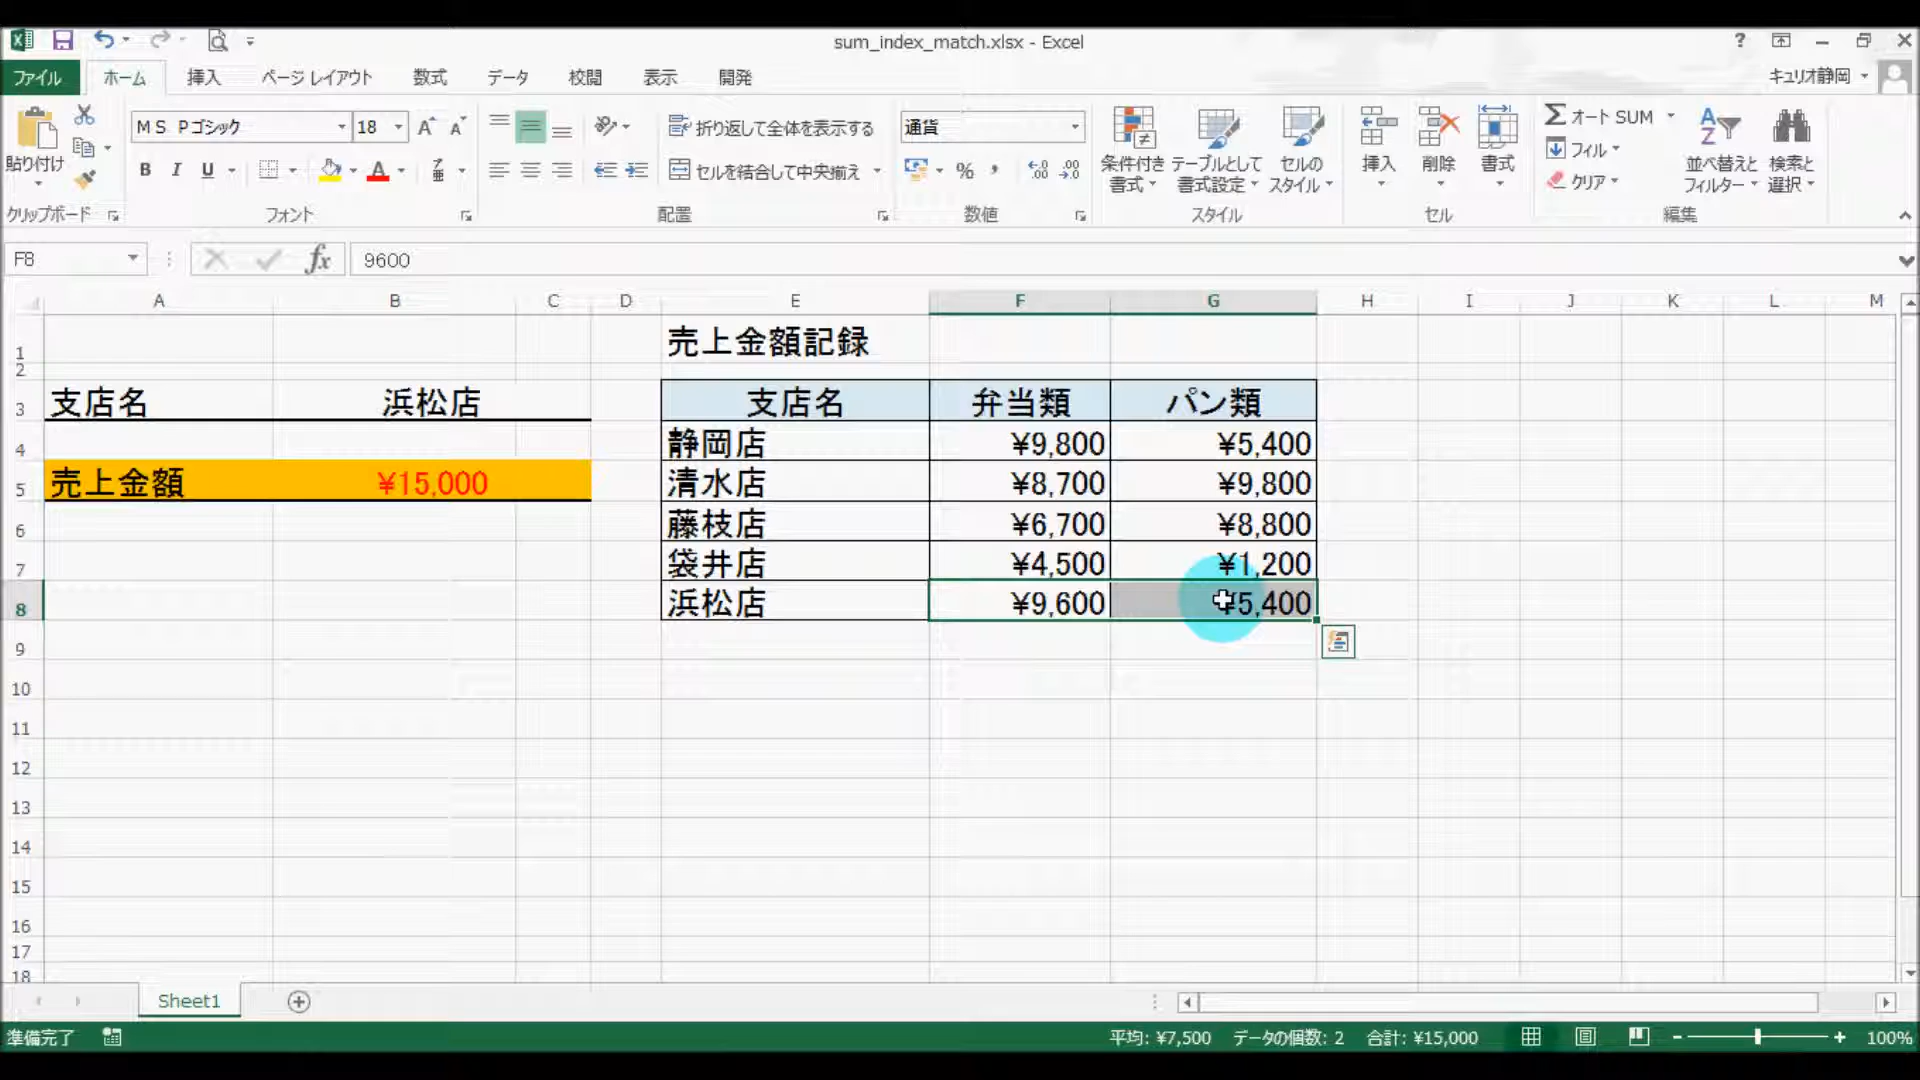 sum_index_match.xlsx - Excel
?
ファイル ホーム 挿入 ページ レイアウト 数式 データ 校閲 表示 開発 キュリオ静岡
ＭＳ Ｐゴシック 18 折り返して全体を表示する 通貨 オート SUM
貼り付け B I U セルを結合して中央揃え % 条件付き書式 テーブルとして書式設定 セルのスタイル 挿入 削除 書式 フィル クリア 並べ替えと フィルター 検索と選択
クリップボード フォント 配置 数値 スタイル セル 編集
F8 fx 9600
A B C D E F G H I J K L M
1 売上金額記録
2
3 支店名 浜松店 支店名 弁当類 パン類
4 静岡店 ¥9,800 ¥5,400
5 売上金額 ¥15,000 清水店 ¥8,700 ¥9,800
6 藤枝店 ¥6,700 ¥8,800
7 袋井店 ¥4,500 ¥1,200
8 浜松店 ¥9,600 ¥5,400
9
10
11
12
13
14
15
16
17
18
Sheet1
準備完了 平均: ¥7,500 データの個数: 2 合計: ¥15,000 100%